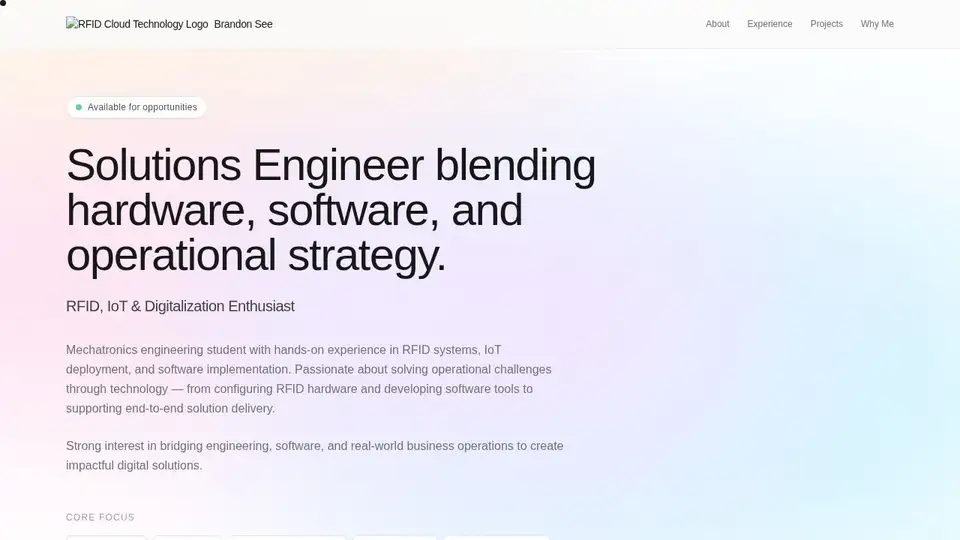 RFID Cloud Technology Logo Brandon See
About Experience Projects Why Me
Available for opportunities
Solutions Engineer blending
hardware, software, and
operational strategy.
RFID, IoT & Digitalization Enthusiast
Mechatronics engineering student with hands-on experience in RFID systems, IoT
deployment, and software implementation. Passionate about solving operational challenges
through technology — from configuring RFID hardware and developing software tools to
supporting end-to-end solution delivery.
Strong interest in bridging engineering, software, and real-world business operations to create
impactful digital solutions.
CORE FOCUS